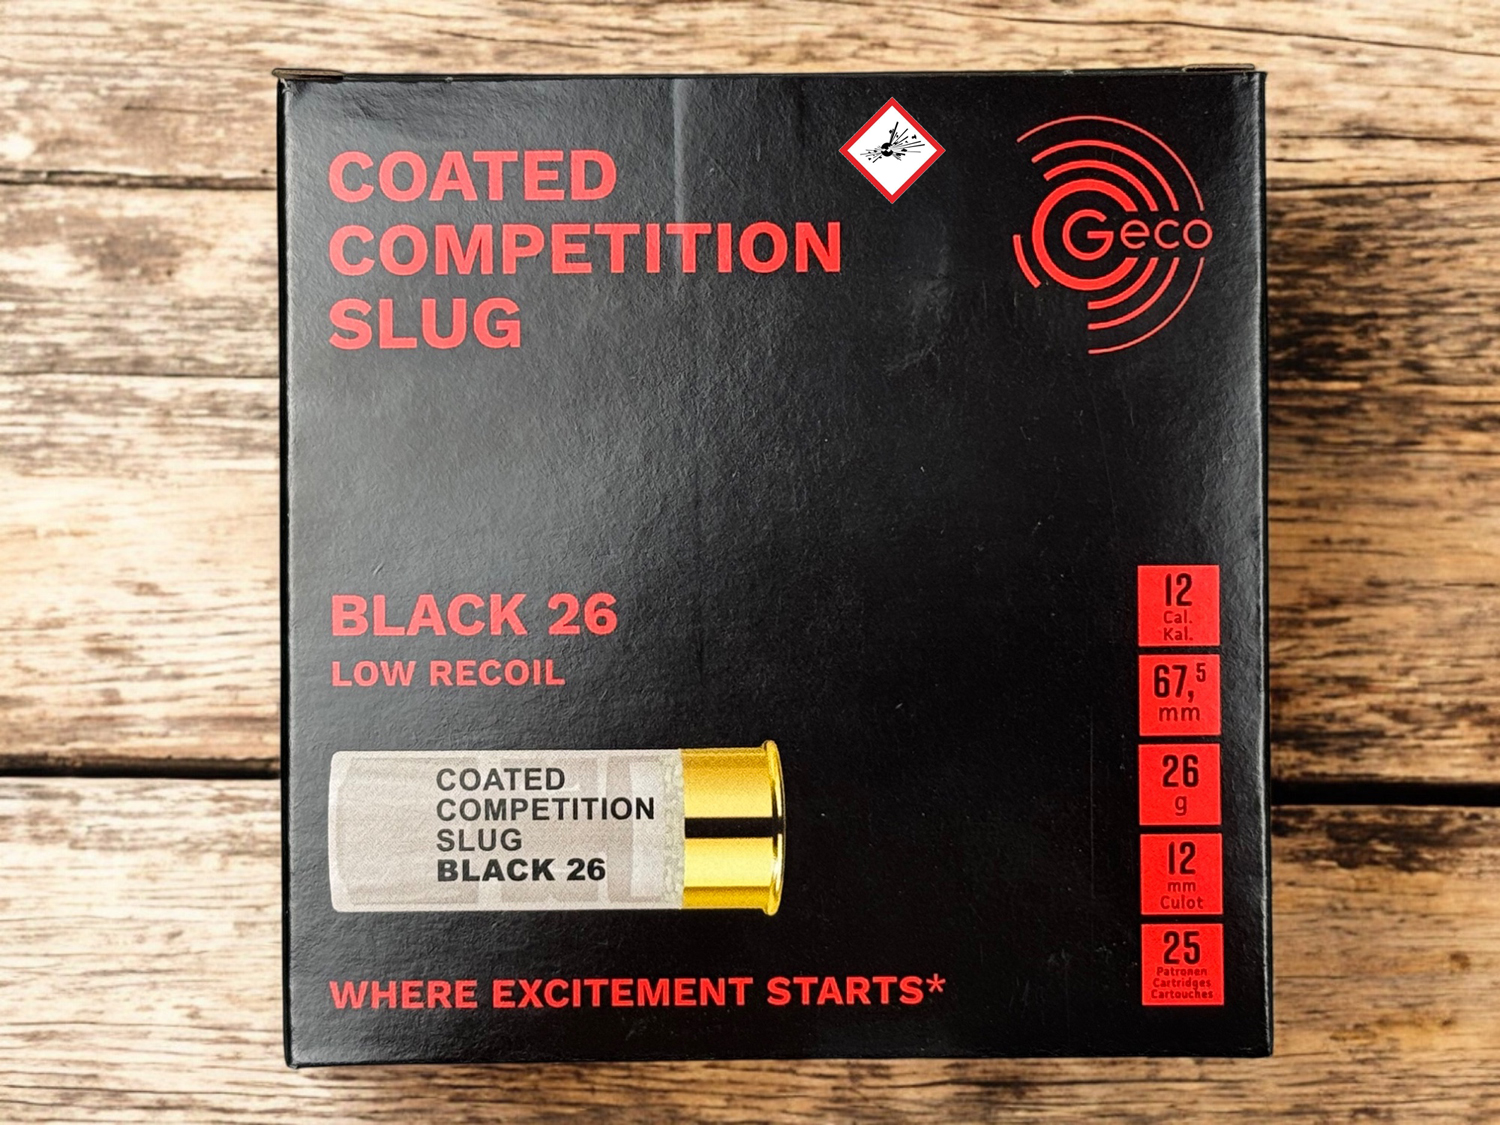 COATED
COMPETITION
SLUG
Geco
BLACK 26
LOW RECOIL
COATED
COMPETITION
SLUG
BLACK 26
WHERE EXCITEMENT STARTS*
12
Cal.
Kal.
67,5
mm
26
g
12
mm
Culot
25
Patronen
Cartridges
Cartouches